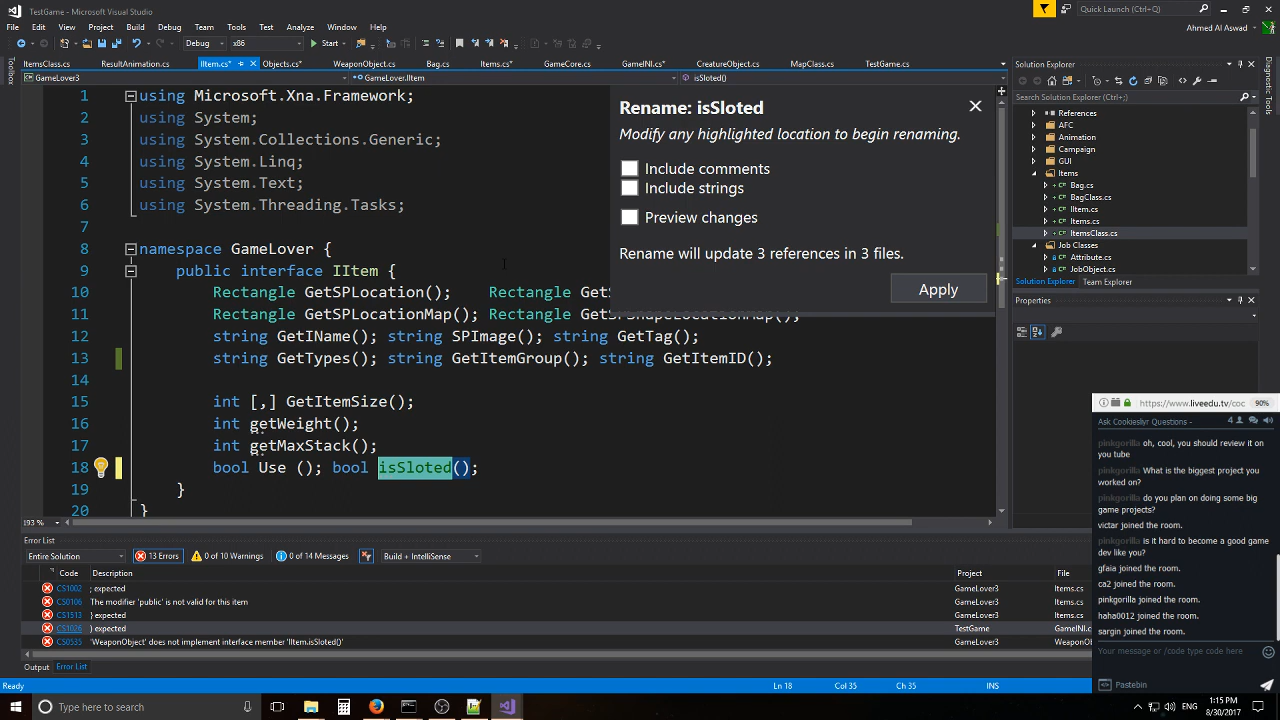 TestGame - Microsoft Visual Studio
Quick Launch (Ctrl+Q)
File Edit View Project Build Debug Team Tools Test Analyze Window Help
Ahmed Al Aswad
Debug x86 Start
ItemsClass.cs ResultAnimation.cs IItem.cs* Objects.cs* WeaponObject.cs Bag.cs Items.cs* GameCore.cs GameINI.cs* CreatureObject.cs MapClass.cs TestGame.cs
GameLover3 GameLover.IItem isSloted()
Toolbox
1 using Microsoft.Xna.Framework;
2 using System;
3 using System.Collections.Generic;
4 using System.Linq;
5 using System.Text;
6 using System.Threading.Tasks;
7
8 namespace GameLover {
9 public interface IItem {
10 Rectangle GetSPLocation(); Rectangle GetS
11 Rectangle GetSPLocationMap(); Rectangle GetSPShapeLocationMap();
12 string GetIName(); string SPImage(); string GetTag();
13 string GetTypes(); string GetItemGroup(); string GetItemID();
14
15 int [,] GetItemSize();
16 int getWeight();
17 int getMaxStack();
18 bool Use (); bool isSloted();
19 }
20 }
193 %
Rename: isSloted
Modify any highlighted location to begin renaming.
Include comments
Include strings
Preview changes
Rename will update 3 references in 3 files.
Apply
Solution Explorer
Search Solution Explorer (Ctrl+;)
References
AFC
Animation
Campaign
GUI
Items
Bag.cs
BagClass.cs
IItem.cs
Items.cs
ItemsClass.cs
Job Classes
Attribute.cs
JobObject.cs
Solution Explorer Team Explorer
Properties
Diagnostic Tools
Error List
Entire Solution 13 Errors 0 of 10 Warnings 0 of 14 Messages Build + IntelliSense
Code Description Project File
CS1002 ; expected GameLover3 Items.cs
CS0106 The modifier 'public' is not valid for this item GameLover3 Items.cs
CS1513 } expected GameLover3 Items.cs
CS1026 ) expected TestGame GameINI.cs
CS0535 'WeaponObject' does not implement interface member 'IItem.isSloted()' GameLover3 WeaponOb
Output Error List
Ready Ln 18 Col 35 Ch 35 INS
https://www.liveedu.tv/coc 90%
Ask Cookiesliyr Questions - 4
pinkgorilla oh, cool, you should review it on
you tube
pinkgorilla What is the biggest project you
worked on?
pinkgorilla do you plan on doing some big
game projects?
victar joined the room.
pinkgorilla is it hard to become a good game
dev like you?
gfaia joined the room.
ca2 joined the room.
pinkgorilla joined the room.
haha0012 joined the room.
sargin joined the room.
Your message or /code type code here
Pastebin
Type here to search
ENG
1:15 PM
8/30/2017